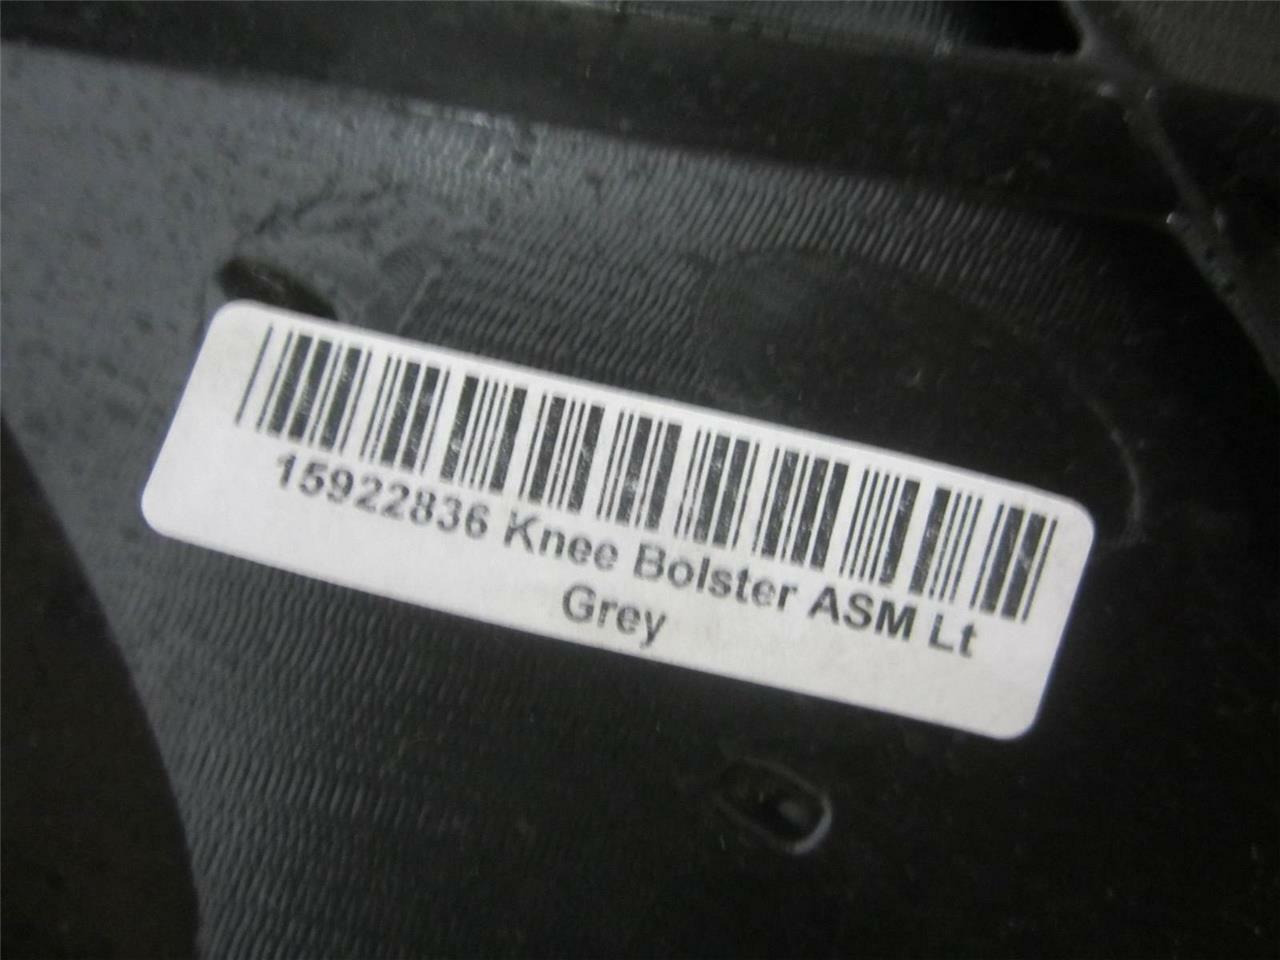 15922836 Knee Bolster ASM Lt
Grey